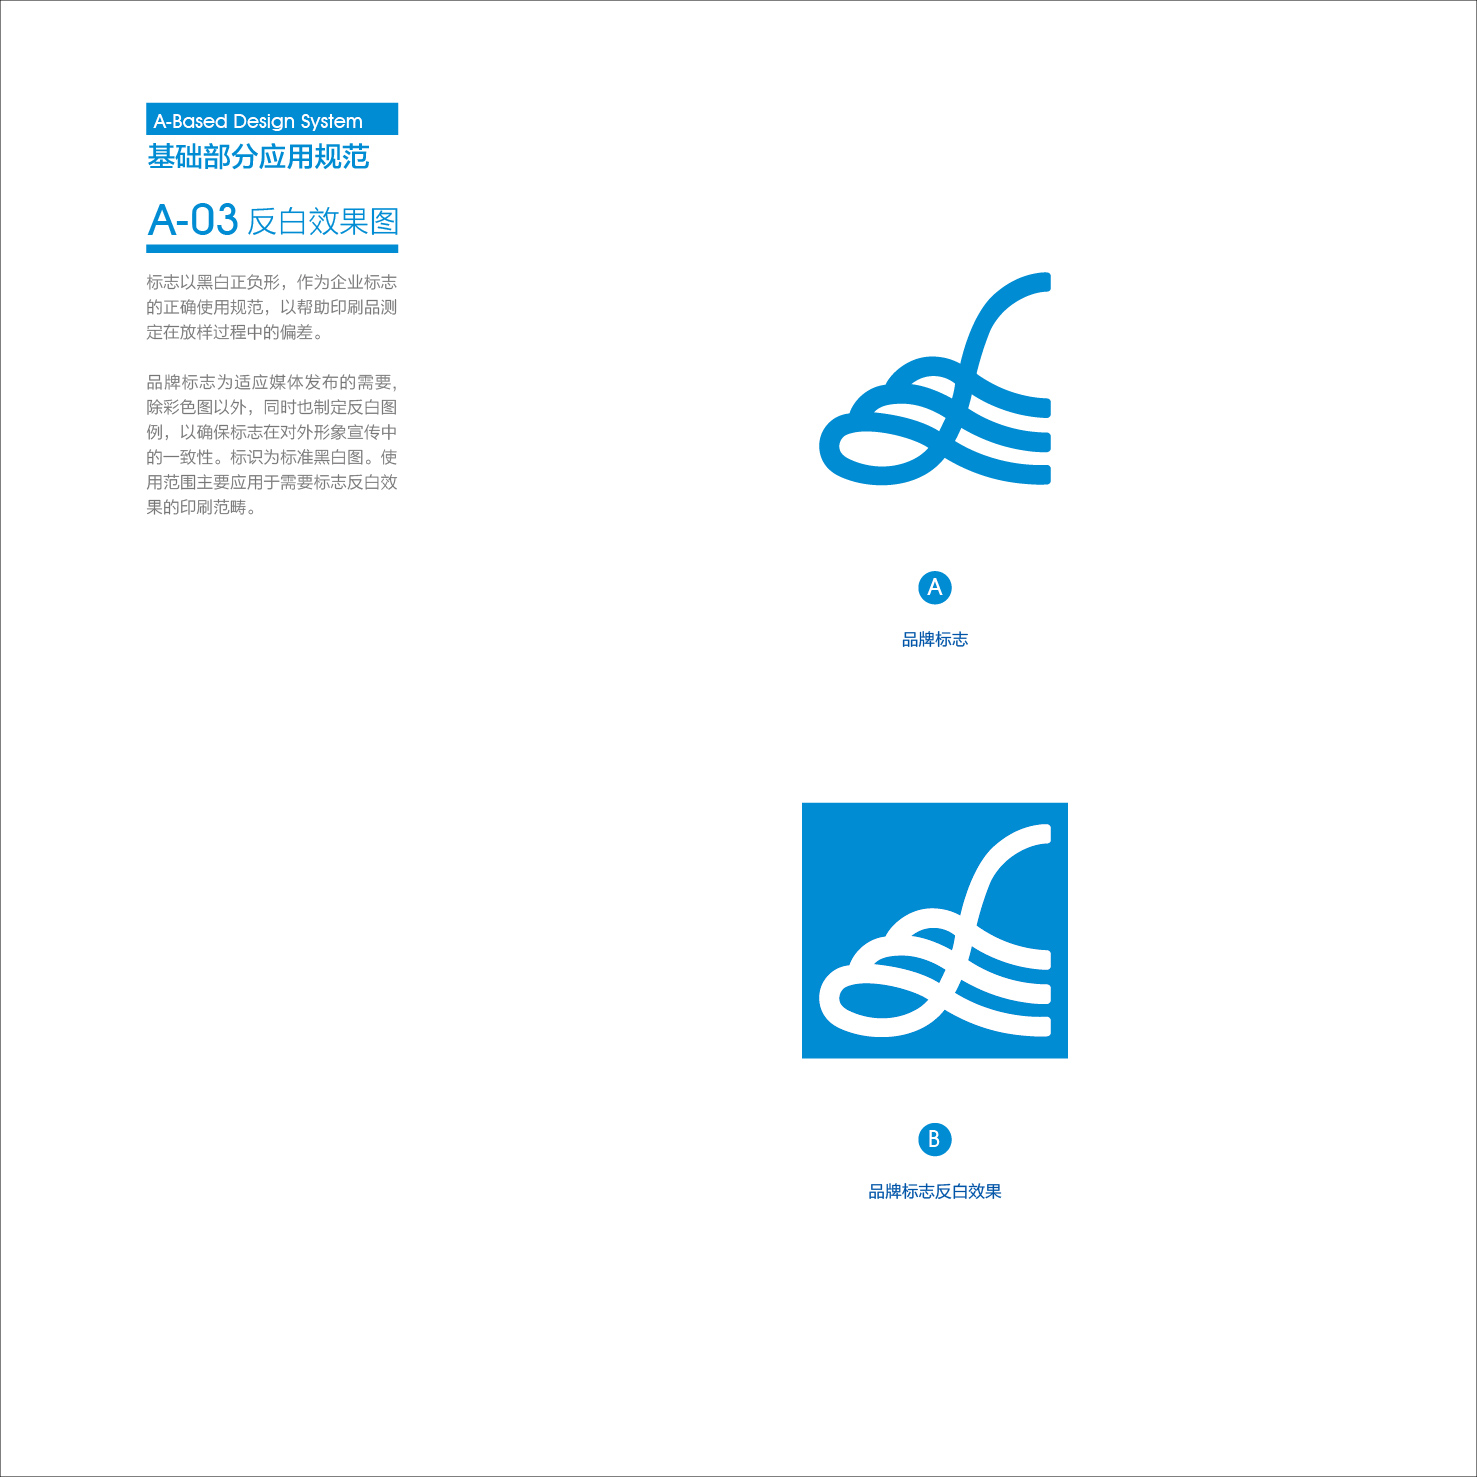 A-Based Design System
基础部分应用规范
A-03 反白效果图
标志以黑白正负形，作为企业标志
的正确使用规范，以帮助印刷品测
定在放样过程中的偏差。
品牌标志为适应媒体发布的需要,
除彩色图以外，同时也制定反白图
例，以确保标志在对外形象宣传中
的一致性。标识为标准黑白图。使
用范围主要应用于需要标志反白效
果的印刷范畴。
A
品牌标志
B
品牌标志反白效果